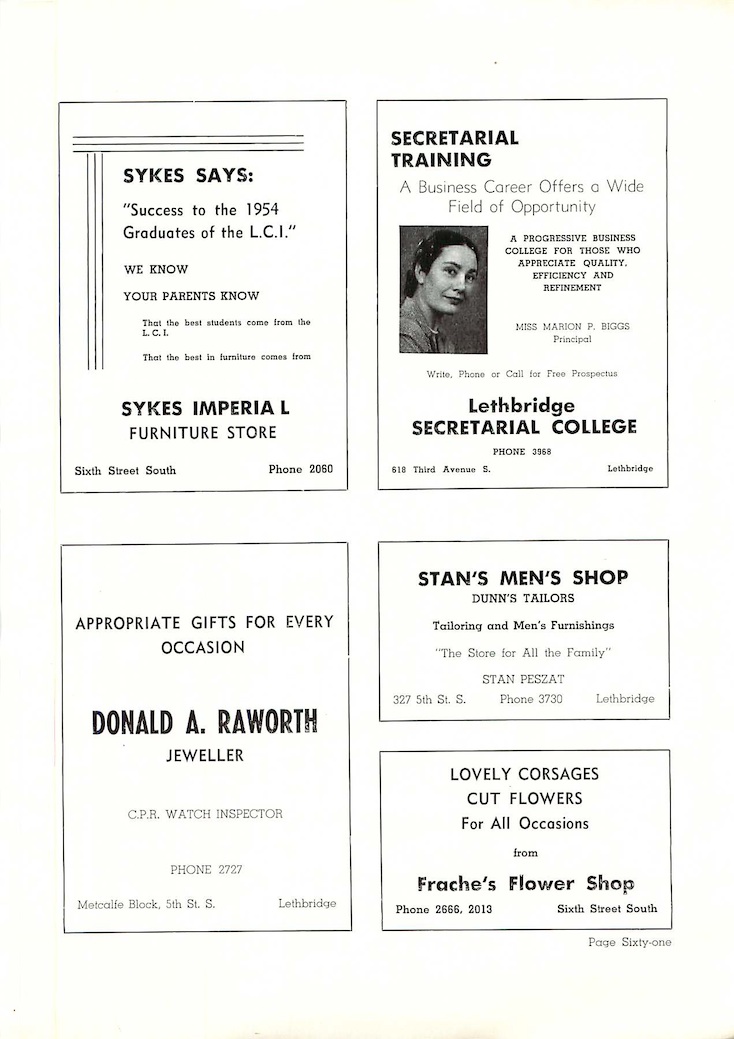 SYKES SAYS:
"Success to the 1954
Graduates of the L.C.I."
WE KNOW
YOUR PARENTS KNOW
That the best students come from the
L. C. I.
That the best in furniture comes from
SYKES IMPERIAL
FURNITURE STORE
Sixth Street South Phone 2060
SECRETARIAL
TRAINING
A Business Career Offers a Wide
Field of Opportunity
A PROGRESSIVE BUSINESS
COLLEGE FOR THOSE WHO
APPRECIATE QUALITY,
EFFICIENCY AND
REFINEMENT
MISS MARION P. BIGGS
Principal
Write, Phone or Call for Free Prospectus
Lethbridge
SECRETARIAL COLLEGE
PHONE 3968
618 Third Avenue S. Lethbridge
APPROPRIATE GIFTS FOR EVERY
OCCASION
DONALD A. RAWORTH
JEWELLER
C.P.R. WATCH INSPECTOR
PHONE 2727
Metcalfe Block, 5th St. S. Lethbridge
STAN'S MEN'S SHOP
DUNN'S TAILORS
Tailoring and Men's Furnishings
"The Store for All the Family"
STAN PESZAT
327 5th St. S. Phone 3730 Lethbridge
LOVELY CORSAGES
CUT FLOWERS
For All Occasions
from
Frache's Flower Shop
Phone 2666, 2013 Sixth Street South
Page Sixty-one